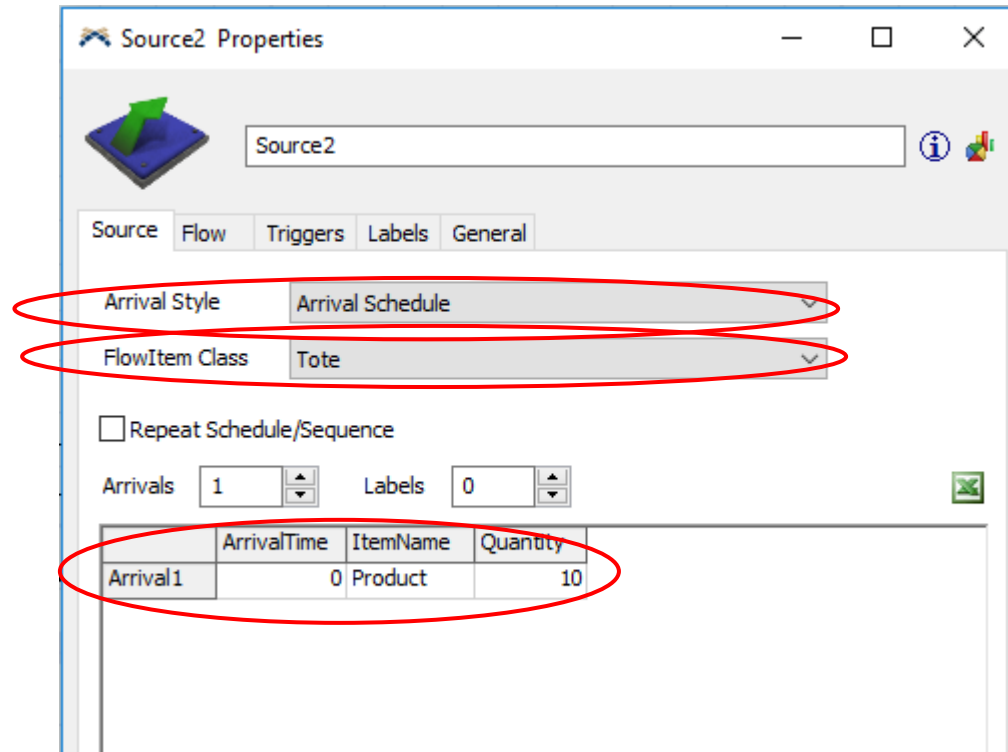 Source2 Properties
Source2
Source Flow Triggers Labels General
Arrival Style Arrival Schedule
FlowItem Class Tote
Repeat Schedule/Sequence
Arrivals 1 Labels 0
ArrivalTime ItemName Quantity
Arrival1 0 Product 10